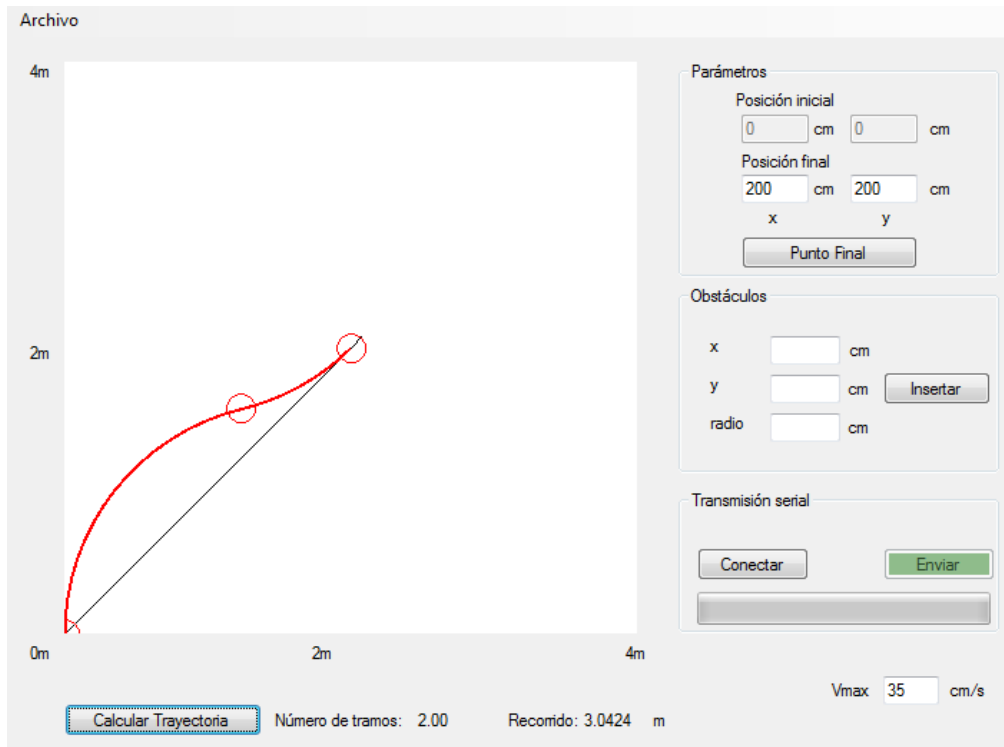 Archivo
4m
2m
0m
2m
4m
Parámetros
Posición inicial
0 cm 0 cm
Posición final
200 cm 200 cm
x y
Punto Final
Obstáculos
x cm
y cm Insertar
radio cm
Transmisión serial
Conectar Enviar
Vmax 35 cm/s
Calcular Trayectoria Número de tramos: 2.00 Recorrido: 3.0424 m